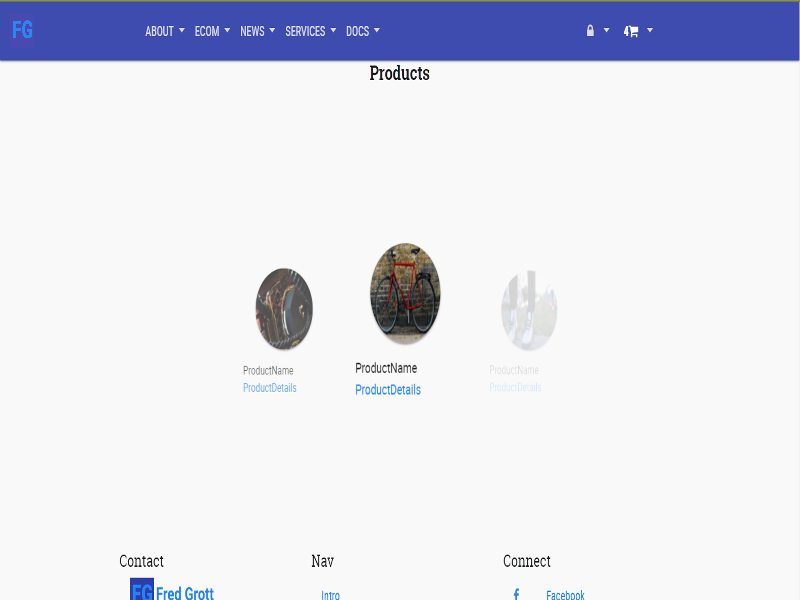 FG ABOUT ECOM NEWS SERVICES DOCS 4
Products
ProductName ProductName ProductName
ProductDetails ProductDetails ProductDetails
Contact Nav Connect
FG Fred Grott Intro Facebook